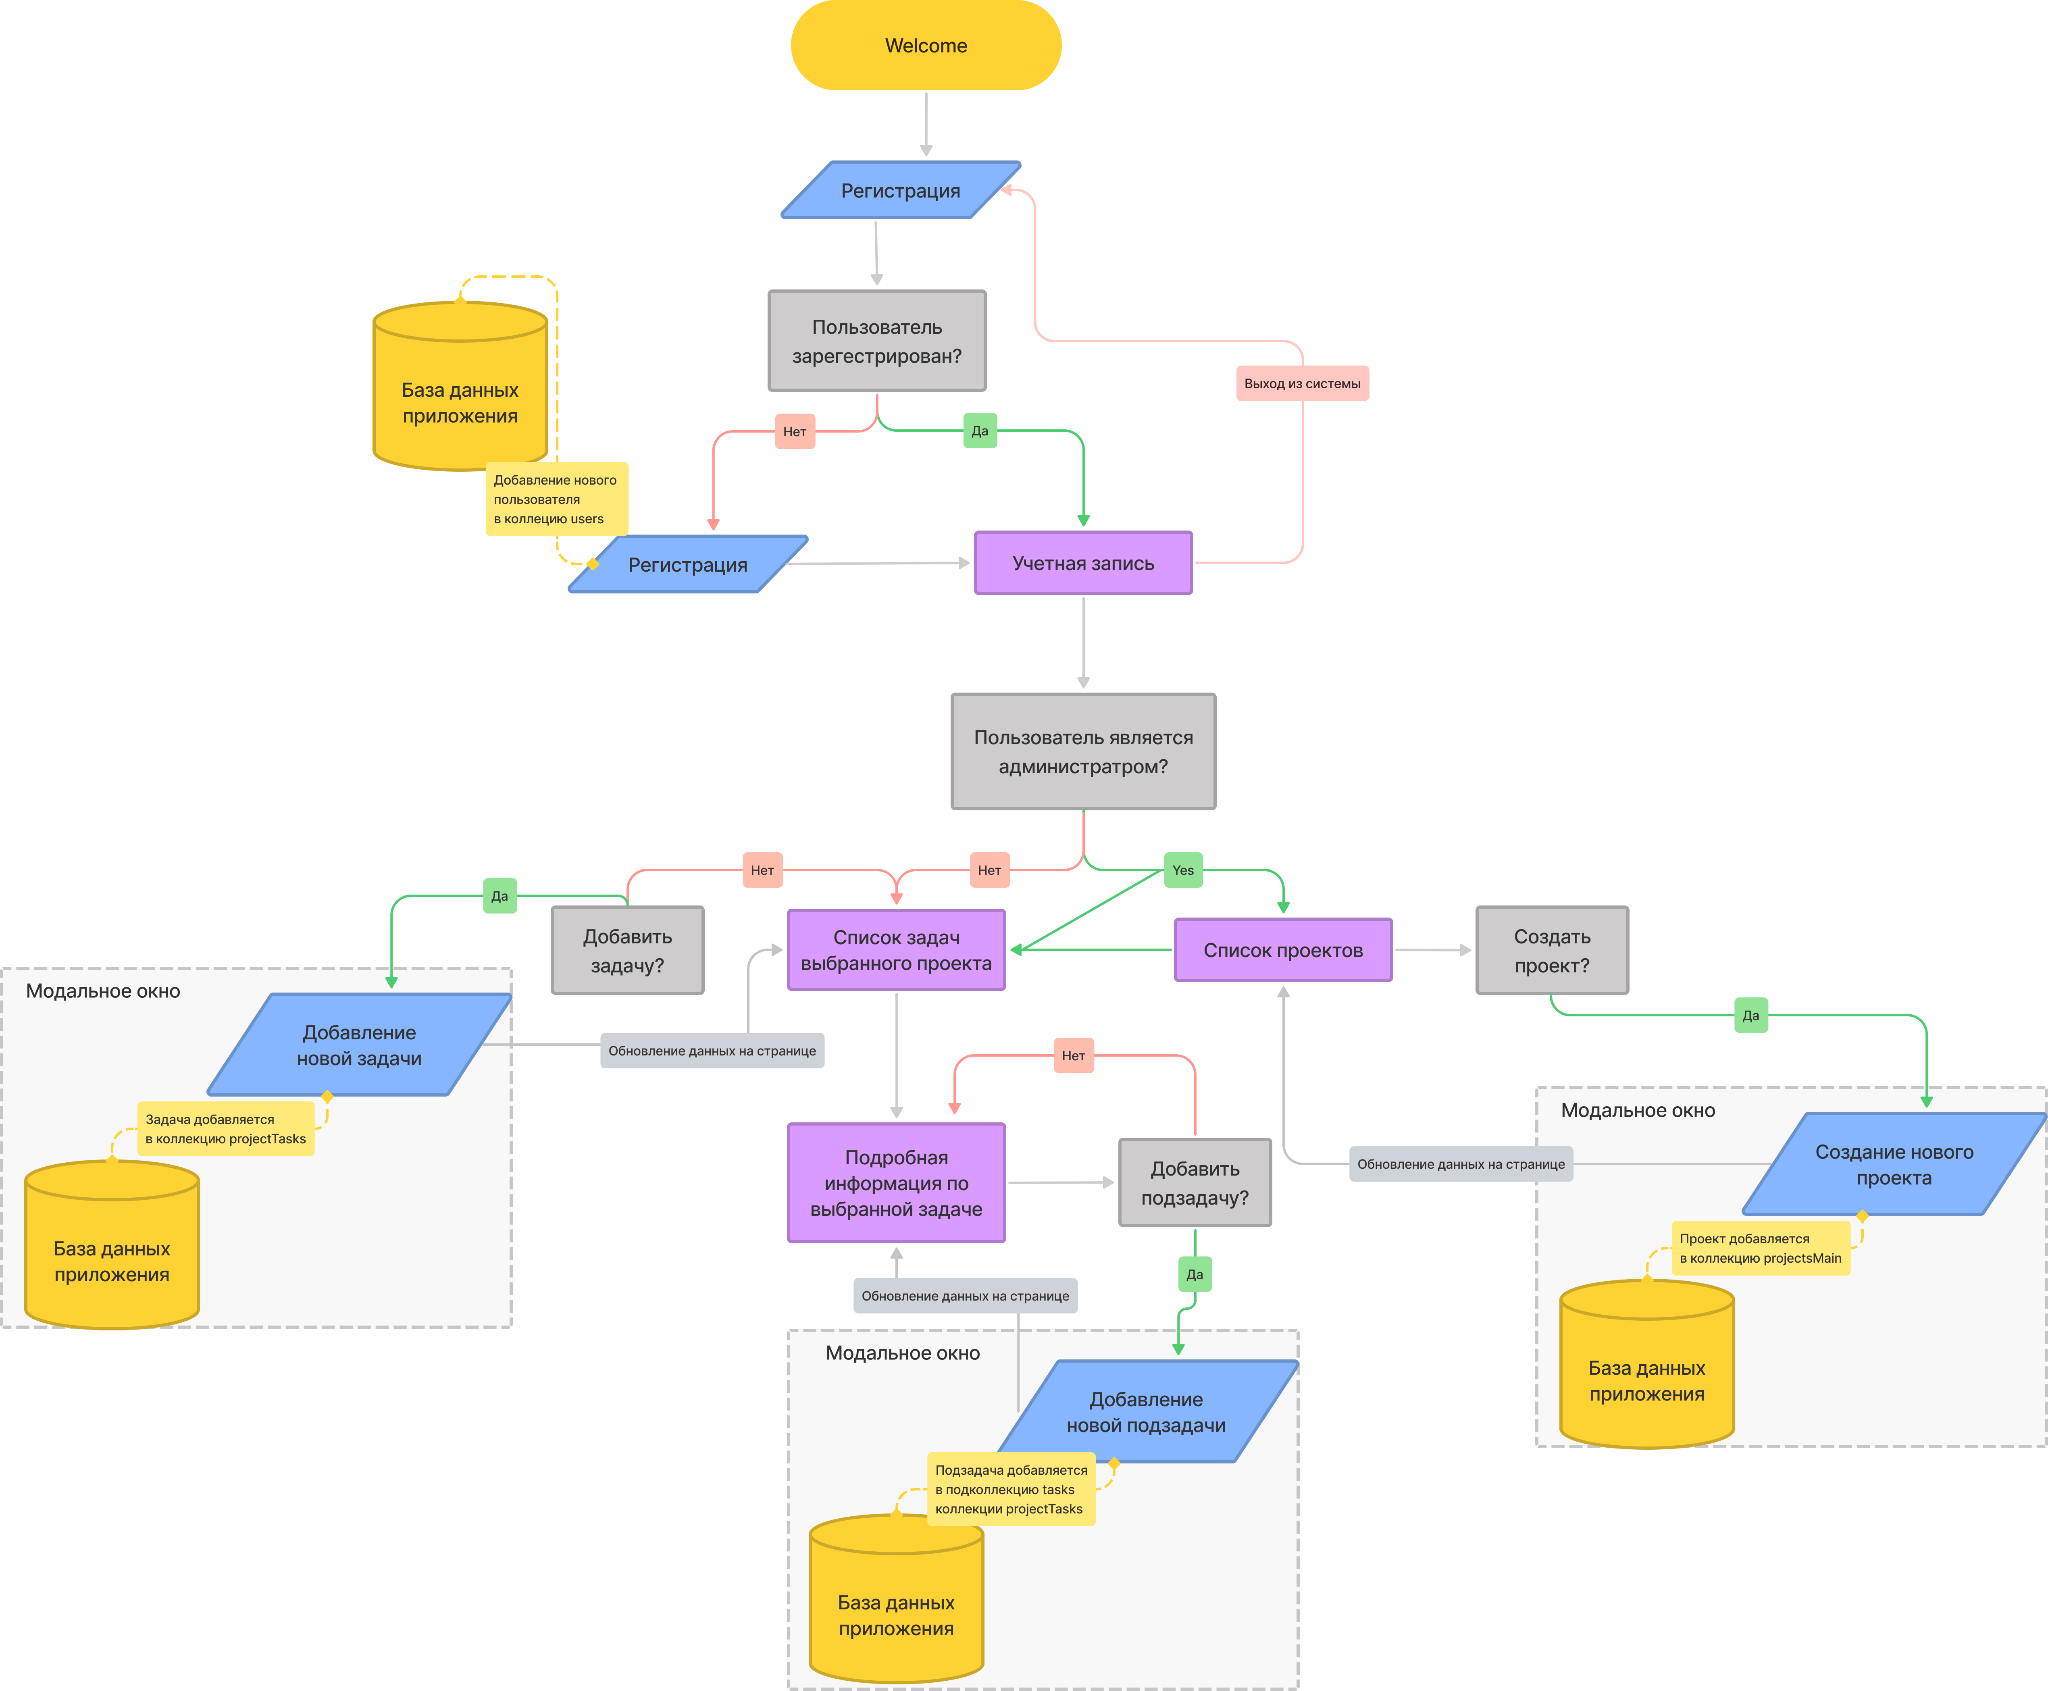 Welcome
Регистрация
Пользователь
зарегестрирован?
База данных
приложения
Выход из системы
Нет
Да
Добавление нового
пользователя
в коллецию users
Регистрация
Учетная запись
Пользователь является
администратром?
Нет
Нет
Yes
Да
Добавить
задачу?
Список задач
выбранного проекта
Список проектов
Создать
проект?
Модальное окно
Добавление
новой задачи
Обновление данных на странице
Да
Нет
Задача добавляется
в коллекцию projectTasks
База данных
приложения
Подробная
информация по
выбранной задаче
Добавить
подзадачу?
Обновление данных на странице
Модальное окно
Создание нового
проекта
Проект добавляется
в коллекцию projectsMain
База данных
приложения
Да
Обновление данных на странице
Модальное окно
Добавление
новой подзадачи
Подзадача добавляется
в подколлекцию tasks
коллекции projectTasks
База данных
приложения